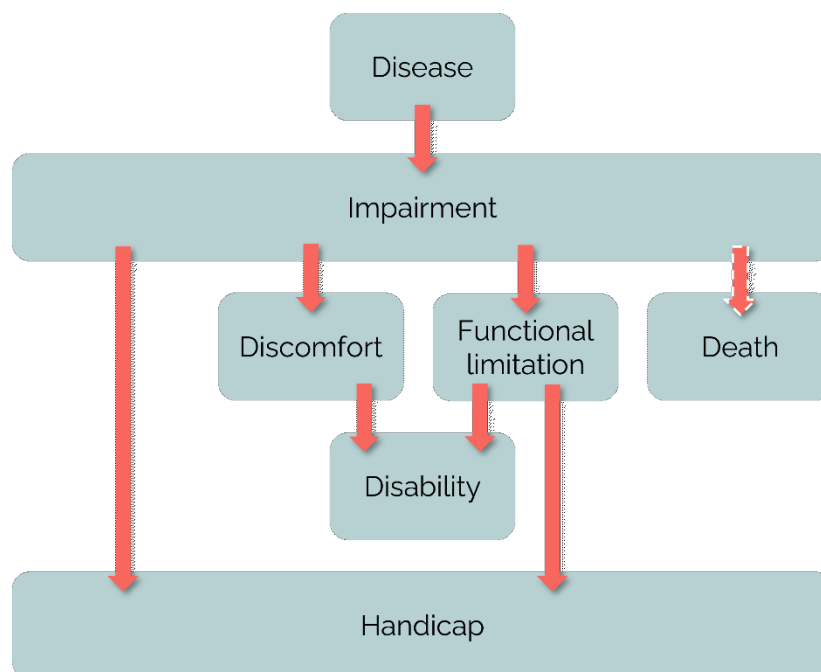 Disease
Impairment
Discomfort
Functional
limitation
Death
Disability
Handicap